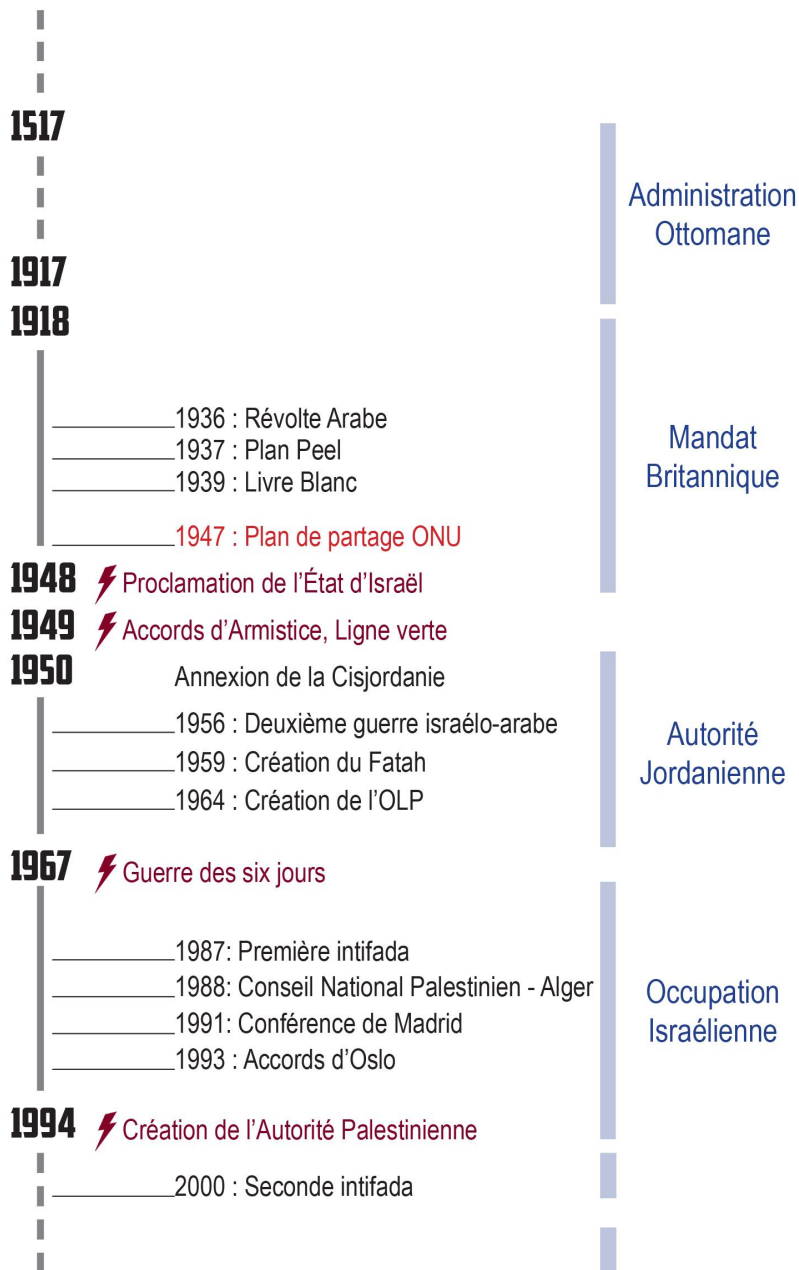 1517
Administration
Ottomane
1917
1918
1936 : Révolte Arabe
1937 : Plan Peel
1939 : Livre Blanc
Mandat
Britannique
1947 : Plan de partage ONU
1948 Proclamation de l'État d'Israël
1949 Accords d'Armistice, Ligne verte
1950 Annexion de la Cisjordanie
1956 : Deuxième guerre israélo-arabe
1959 : Création du Fatah
1964 : Création de l'OLP
Autorité
Jordanienne
1967 Guerre des six jours
1987: Première intifada
1988: Conseil National Palestinien - Alger
1991: Conférence de Madrid
1993 : Accords d'Oslo
Occupation
Israélienne
1994 Création de l'Autorité Palestinienne
2000 : Seconde intifada